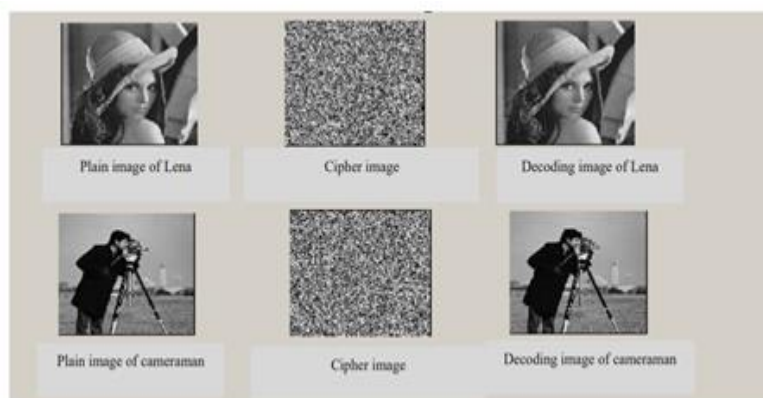 Plain image of Lena
Cipher image
Decoding image of Lena
Plain image of cameraman
Cipher image
Decoding image of cameraman